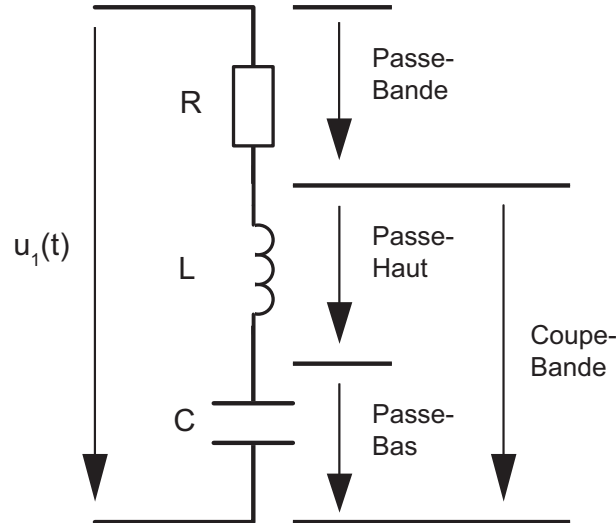 Passe-
Bande
R
u₁(t)
L
Passe-
Haut
Coupe-
Bande
C
Passe-
Bas